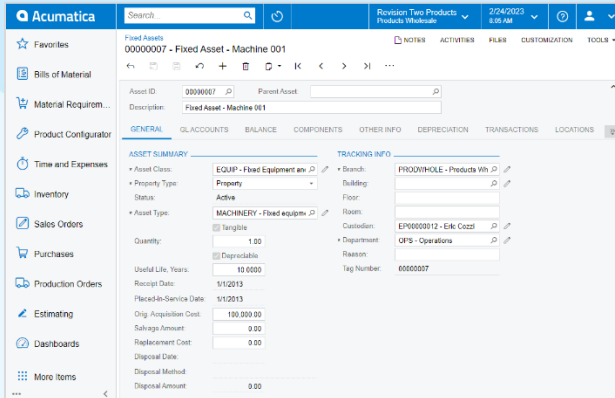 Acumatica
Search...
Revision Two Products
Products Wholesale
2/24/2023
8:05 AM
Favorites
Bills of Material
Material Requirem...
Product Configurator
Time and Expenses
Inventory
Sales Orders
Purchases
Production Orders
Estimating
Dashboards
More Items
Fixed Assets
00000007 - Fixed Asset - Machine 001
NOTES ACTIVITIES FILES CUSTOMIZATION TOOLS
Asset ID: 00000007 Parent Asset:
Description: Fixed Asset - Machine 001
GENERAL GL ACCOUNTS BALANCE COMPONENTS OTHER INFO DEPRECIATION TRANSACTIONS LOCATIONS
ASSET SUMMARY
* Asset Class: EQUIP - Fixed Equipment and
* Property Type: Property
Status: Active
* Asset Type: MACHINERY - Fixed equipme
Tangible
Quantity: 1.00
Depreciable
Useful Life, Years: 10.0000
Receipt Date: 1/1/2013
Placed-in-Service Date: 1/1/2013
Orig. Acquisition Cost: 100,000.00
Salvage Amount: 0.00
Replacement Cost: 0.00
Disposal Date:
Disposal Method:
Disposal Amount 0.00
TRACKING INFO
* Branch: PRODWHOLE - Products Wh
Building:
Floor:
Room:
Custodian: EP00000012 - Eric Cozzi
* Department: OPS - Operations
Reason:
Tag Number: 00000007